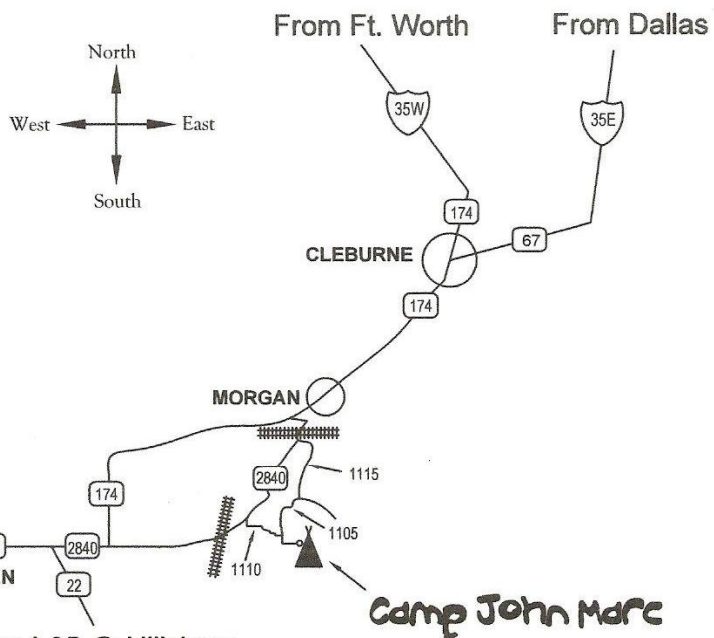 From Ft. Worth
From Dallas
North
West
East
South
35W
35E
174
67
CLEBURNE
174
MORGAN
2840
1115
174
1105
2840
1110
22
Camp John Marc